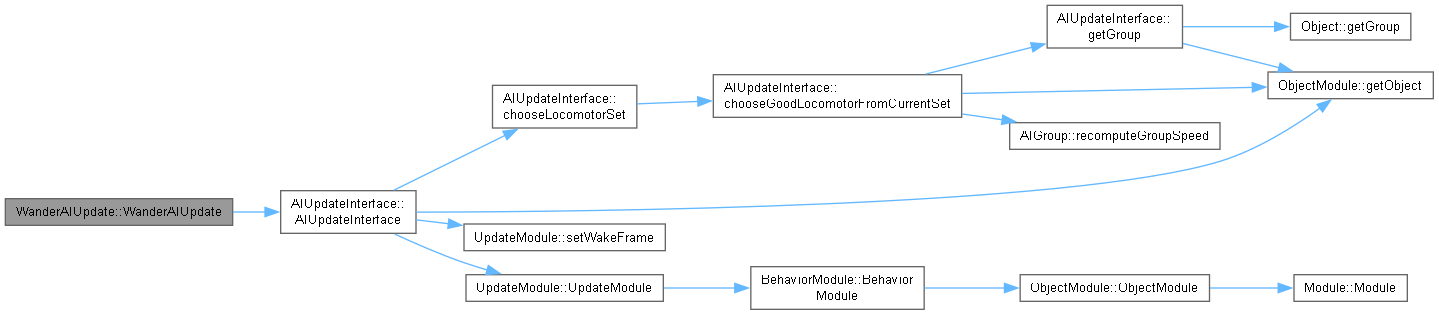 WanderAIUpdate::WanderAIUpdate
AIUpdateInterface::
AIUpdateInterface
AIUpdateInterface::
chooseLocomotorSet
AIUpdateInterface::
chooseGoodLocomotorFromCurrentSet
AIUpdateInterface::
getGroup
Object::getGroup
ObjectModule::getObject
AIGroup::recomputeGroupSpeed
UpdateModule::setWakeFrame
UpdateModule::UpdateModule
BehaviorModule::Behavior
Module
ObjectModule::ObjectModule
Module::Module